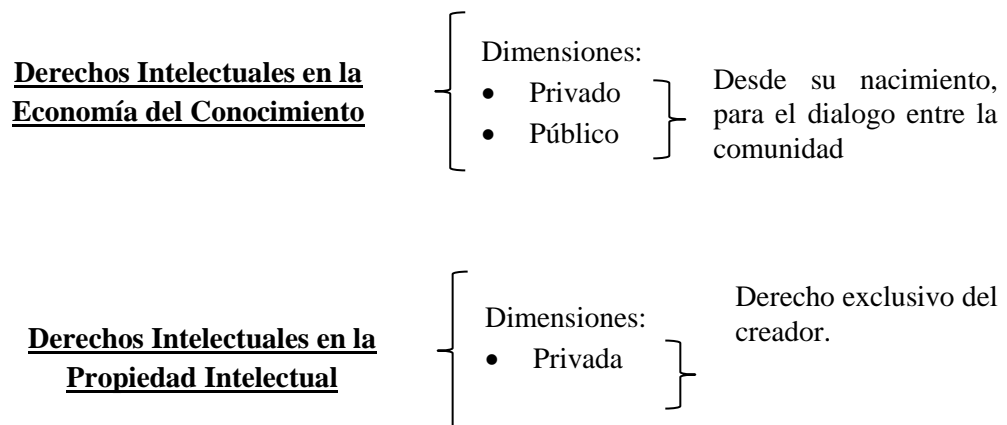 Derechos Intelectuales en la
Economía del Conocimiento
Dimensiones:
• Privado
• Público
Desde su nacimiento,
para el dialogo entre la
comunidad
Derechos Intelectuales en la
Propiedad Intelectual
Dimensiones:
• Privada
Derecho exclusivo del
creador.